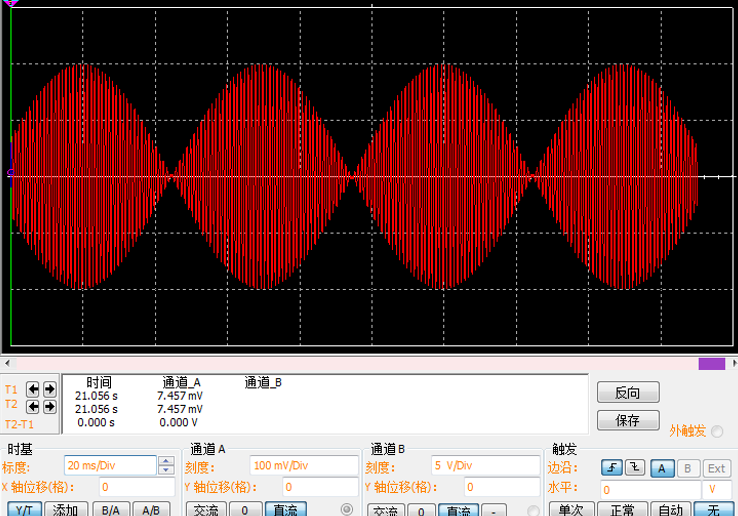 时间 通道_A 通道_B
T1 21.056 s 7.457 mV
T2 21.056 s 7.457 mV
T2-T1 0.000 s 0.000 V
反向
保存
外触发
时基 通道A 通道B 触发
标度: 20 ms/Div 刻度: 100 mV/Div 刻度: 5 V/Div 边沿: A B Ext
X 轴位移(格): 0 Y 轴位移(格): 0 Y 轴位移(格): 0 水平: 0 V
Y/T 添加 B/A A/B 交流 0 直流 交流 0 直流 - 单次 正常 自动 无